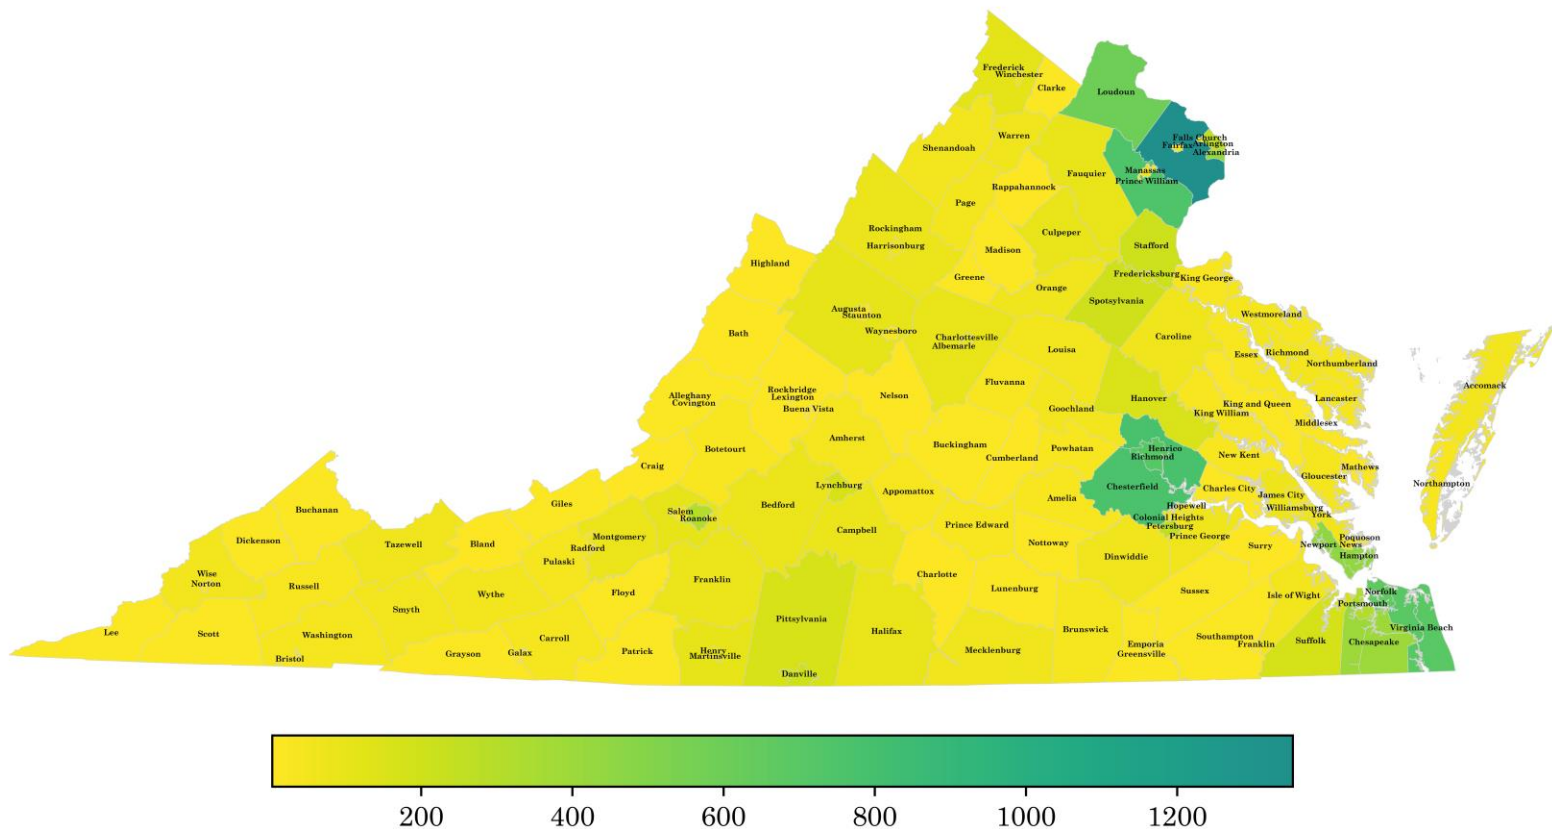 Frederick
Winchester
Clarke
Loudoun
Warren
Shenandoah
Falls Church
Fairfax
Arlington
Alexandria
Manassas
Prince William
Fauquier
Rappahannock
Page
Rockingham
Harrisonburg
Culpeper
Madison
Stafford
Highland
Greene
Fredericksburg
King George
Orange
Spotsylvania
Augusta
Staunton
Waynesboro
Westmoreland
Bath
Charlottesville
Albemarle
Caroline
Louisa
Essex
Richmond
Northumberland
Fluvanna
Accomack
Rockbridge
Lexington
Alleghany
Covington
Nelson
Buena Vista
Hanover
Lancaster
Goochland
King and Queen
King William
Middlesex
Amherst
Buckingham
Botetourt
Powhatan
Henrico
Richmond
Cumberland
New Kent
Craig
Mathews
Gloucester
Northampton
Lynchburg
Chesterfield
Charles City
Appomattox
James City
Amelia
Giles
Bedford
Hopewell
Williamsburg
Buchanan
Salem
Roanoke
York
Colonial Heights
Petersburg
Prince Edward
Campbell
Prince George
Montgomery
Poquoson
Dickenson
Nottoway
Newport News
Tazewell
Bland
Radford
Surry
Hampton
Dinwiddie
Pulaski
Wise
Norton
Charlotte
Franklin
Russell
Lunenburg
Sussex
Floyd
Wythe
Norfolk
Isle of Wight
Portsmouth
Smyth
Pittsylvania
Virginia Beach
Brunswick
Halifax
Lee
Scott
Washington
Carroll
Southampton
Suffolk
Chesapeake
Emporia
Franklin
Henry
Patrick
Mecklenburg
Galax
Grayson
Greensville
Martinsville
Bristol
Danville
200 400 600 800 1000 1200